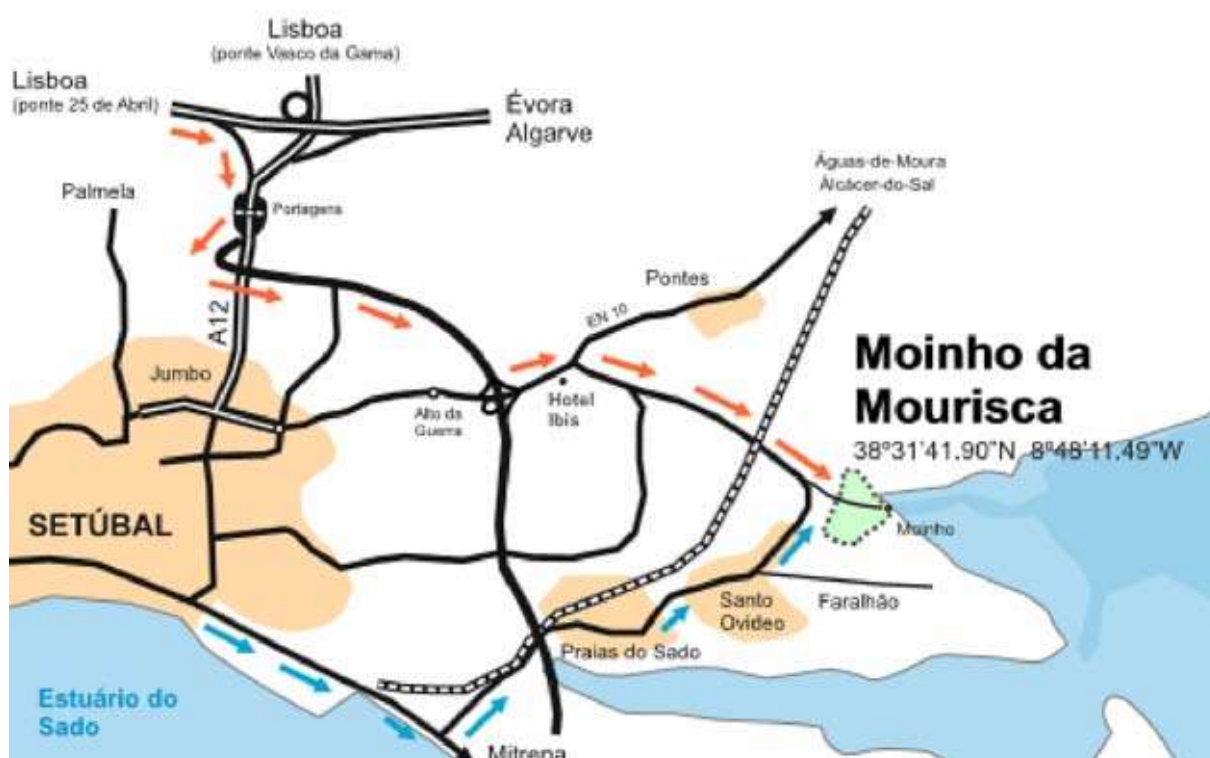 Lisboa
(ponte Vasco da Gama)
Lisboa
(ponte 25 de Abril)
Évora
Algarve
Águas-de-Moura
Álcácer-do-Sal
Palmela
Portagens
Pontes
EN 10
A12
Moinho da
Mourisca
38º31'41.90"N 8º48'11.49"W
Jumbo
Alto da
Guerra
Hotel
Ibis
SETÚBAL
Moinho
Santo
Ovídeo
Faralhão
Praias do Sado
Estuário do
Sado
Mitrena